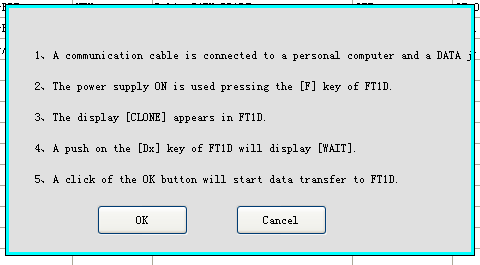 1、A communication cable is connected to a personal computer and a DATA j
2、The power supply ON is used pressing the [F] key of FT1D.
3、The display [CLONE] appears in FT1D.
4、A push on the [Dx] key of FT1D will display [WAIT].
5、A click of the OK button will start data transfer to FT1D.
OK Cancel